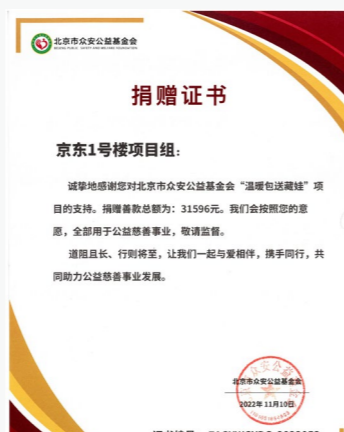 北京市众安公益基金会
捐赠证书
京东1号楼项目组：
诚挚地感谢您对北京市众安公益基金会“温暖包送藏娃”项
目的支持。捐赠善款总额为：31596元。我们会按照您的意
愿，全部用于公益慈善事业，敬请监督。
道阻且长、行则将至，让我们一起与爱相伴，携手同行，共
同助力公益慈善事业发展。
北京市众安公益基金会
2022年 11月10日